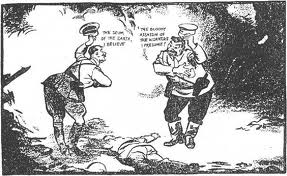 THE SCUM
OF THE EARTH,
I BELIEVE?
THE BLOODY
ASSASSIN OF
THE WORKERS,
I PRESUME?